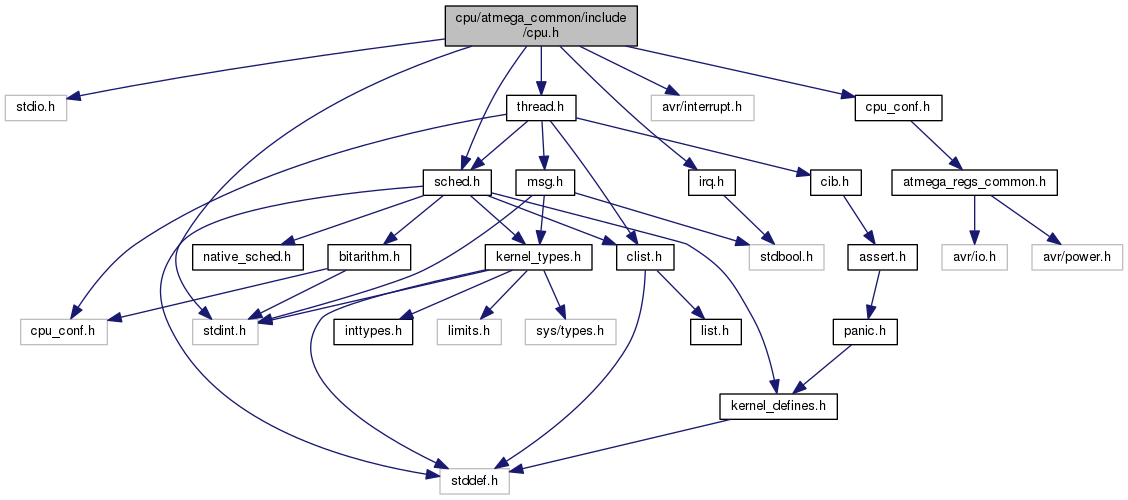 cpu/atmega_common/include
/cpu.h
stdio.h
thread.h
avr/interrupt.h
cpu_conf.h
sched.h
msg.h
irq.h
cib.h
atmega_regs_common.h
native_sched.h
bitarithm.h
kernel_types.h
clist.h
stdbool.h
assert.h
avr/io.h
avr/power.h
cpu_conf.h
stdint.h
inttypes.h
limits.h
sys/types.h
list.h
panic.h
kernel_defines.h
stddef.h